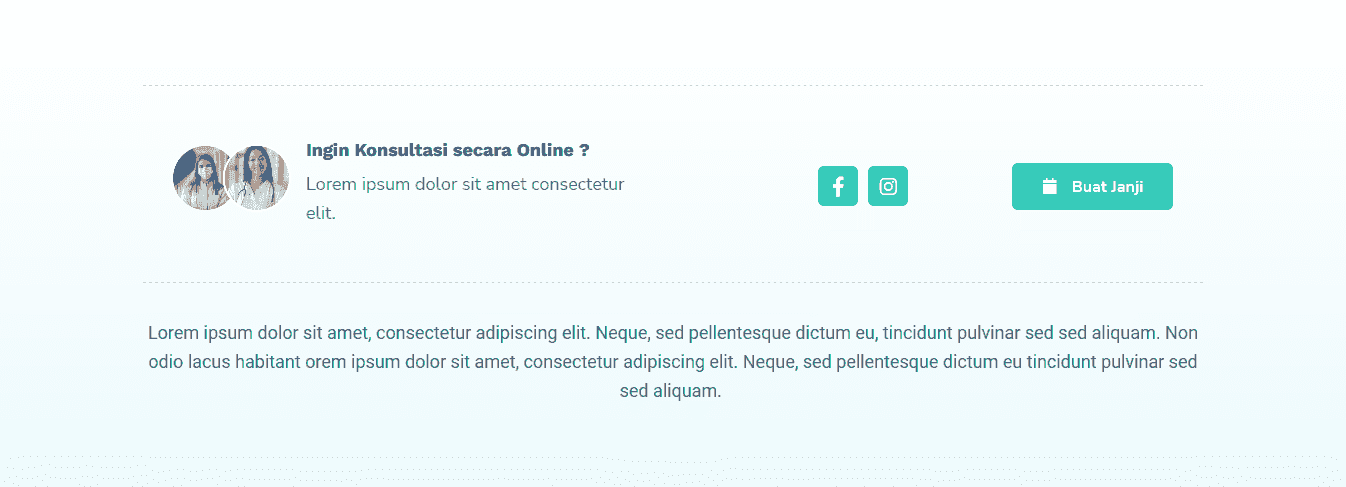 Ingin Konsultasi secara Online ?
Lorem ipsum dolor sit amet consectetur
elit.
Buat Janji
Lorem ipsum dolor sit amet, consectetur adipiscing elit. Neque, sed pellentesque dictum eu, tincidunt pulvinar sed sed aliquam. Non
odio lacus habitant orem ipsum dolor sit amet, consectetur adipiscing elit. Neque, sed pellentesque dictum eu tincidunt pulvinar sed
sed aliquam.